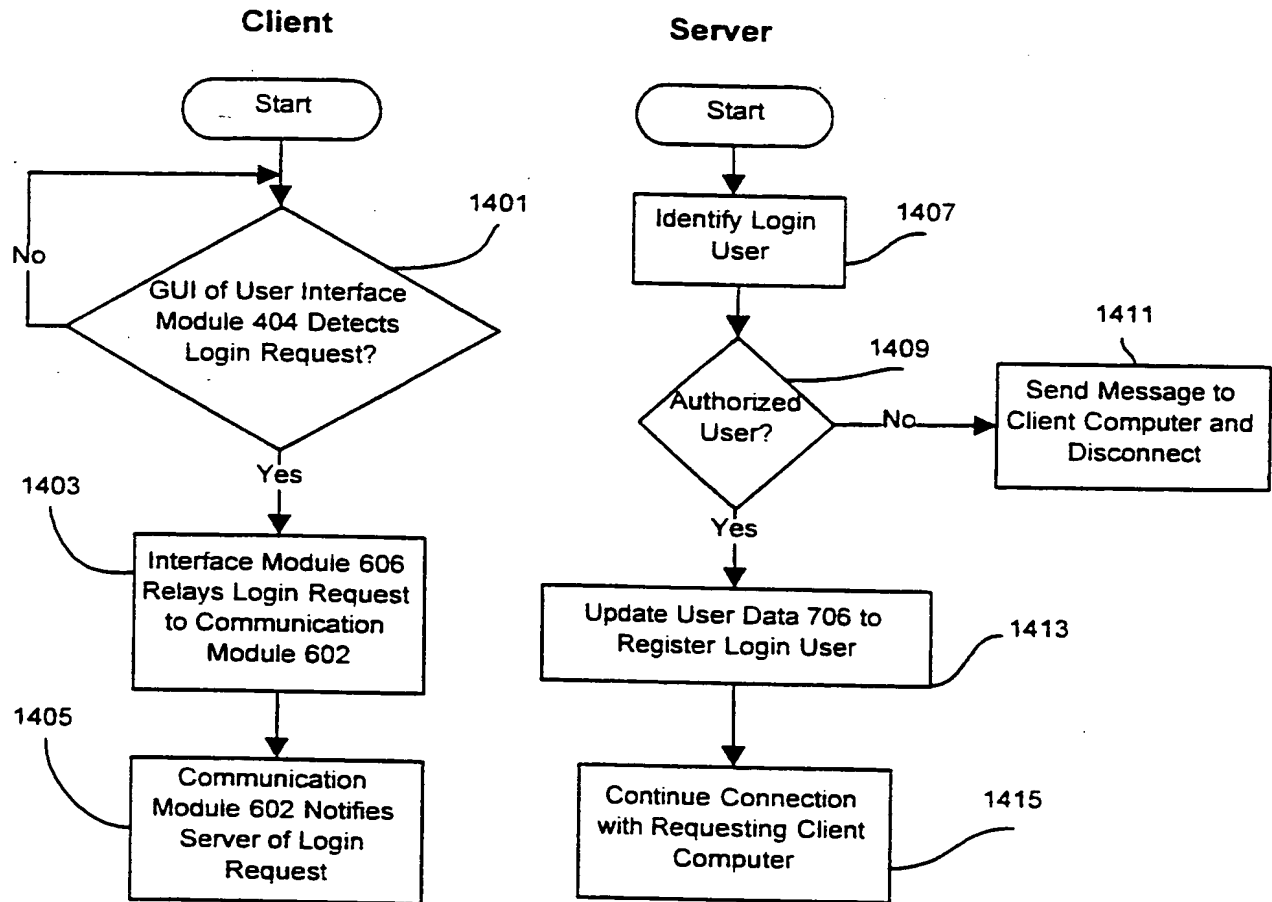 Client
Start
1401
No
GUI of User Interface
Module 404 Detects
Login Request?
Yes
1403
Interface Module 606
Relays Login Request
to Communication
Module 602
1405
Communication
Module 602 Notifies
Server of Login
Request
Server
Start
Identify Login
User
1407
1409
Authorized
User?
No
1411
Send Message to
Client Computer and
Disconnect
Yes
Update User Data 706 to
Register Login User
1413
Continue Connection
with Requesting Client
Computer
1415